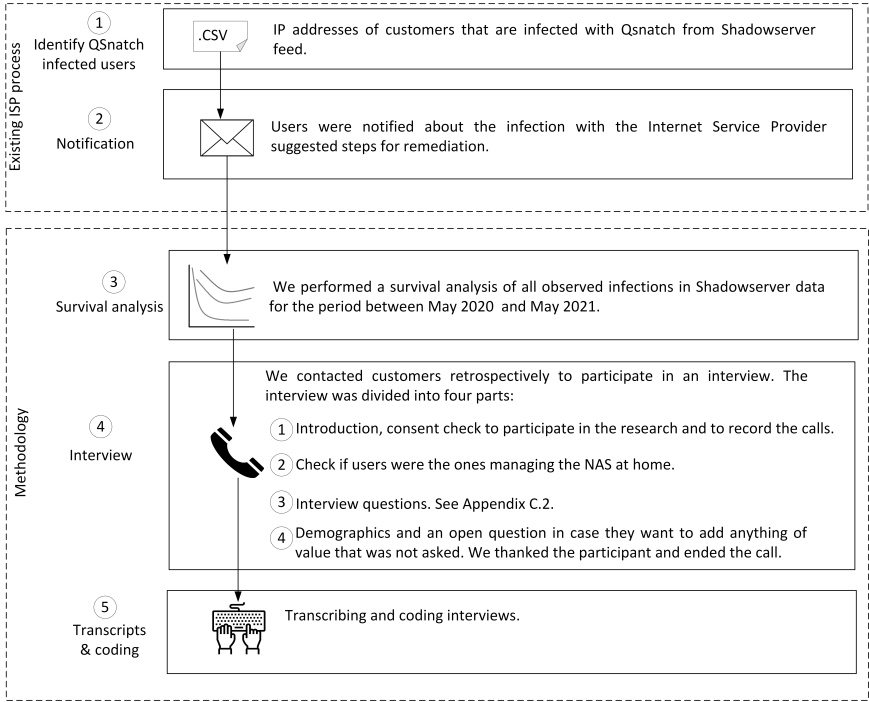 Existing ISP process
1
Identify QSnatch
infected users
.CSV
IP addresses of customers that are infected with Qsnatch from Shadowserver
feed.
2
Notification
Users were notified about the infection with the Internet Service Provider
suggested steps for remediation.
Methodology
3
Survival analysis
We performed a survival analysis of all observed infections in Shadowserver data
for the period between May 2020 and May 2021.
4
Interview
We contacted customers retrospectively to participate in an interview. The
interview was divided into four parts:
1 Introduction, consent check to participate in the research and to record the calls.
2 Check if users were the ones managing the NAS at home.
3 Interview questions. See Appendix C.2.
4 Demographics and an open question in case they want to add anything of
value that was not asked. We thanked the participant and ended the call.
5
Transcripts
& coding
Transcribing and coding interviews.